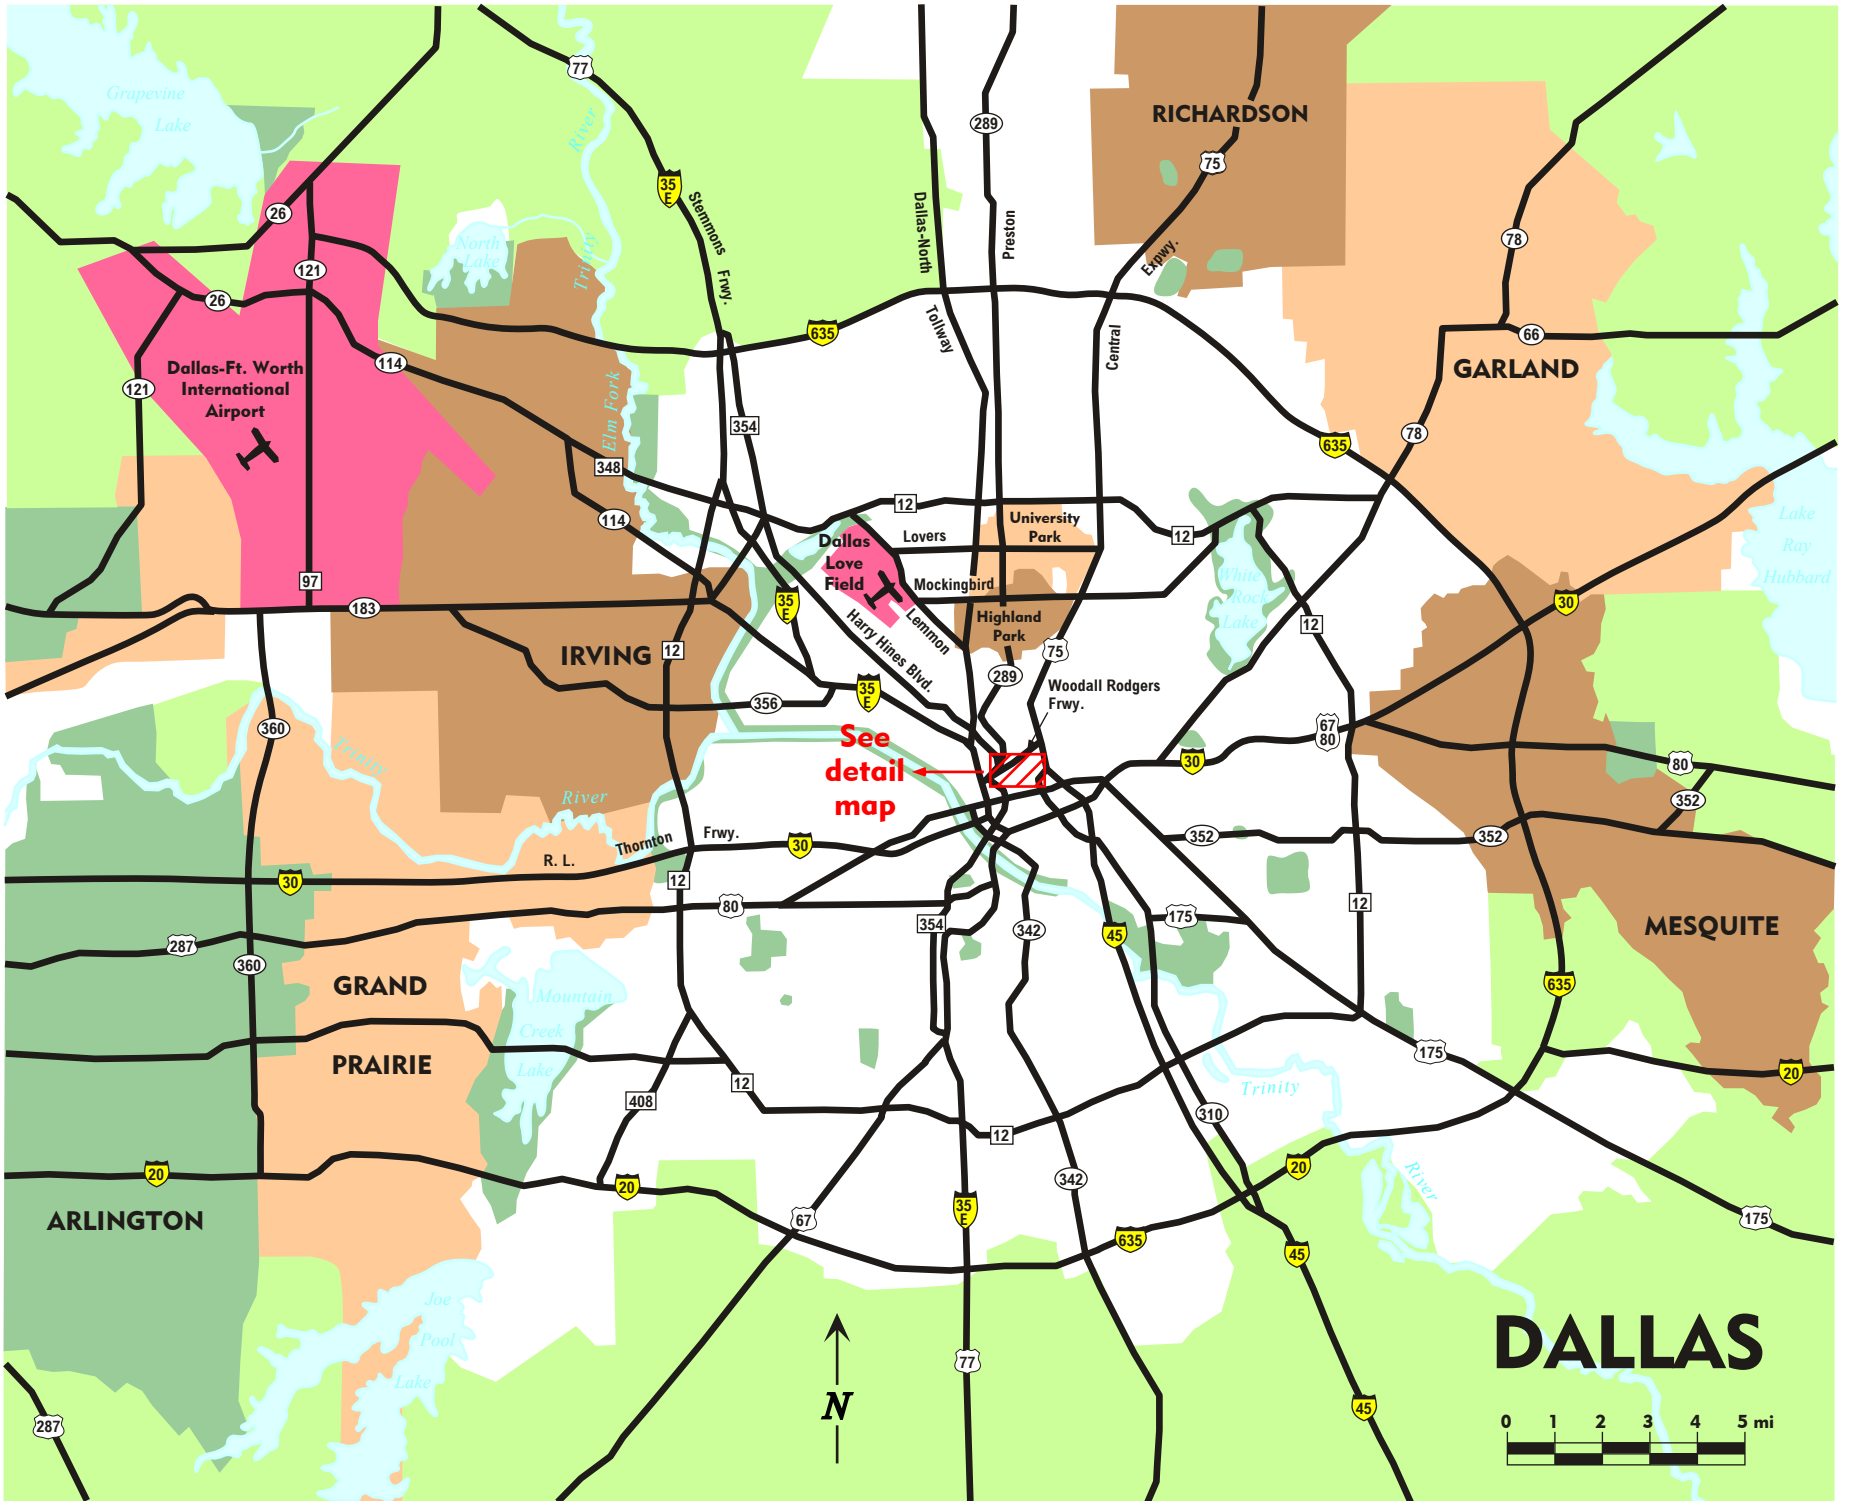 Grapevine
Lake
77
River
289
RICHARDSON
75
35
E
26
Stemmons Frwy.
Dallas-North
Tollway
Preston
Expwy.
78
North
Lake
Trinity
121
26
635
66
Central
114
Dallas-Ft. Worth
International
Airport
121
GARLAND
Elm Fork
354
78
635
348
12
114
University
Park
12
Lake
Ray
Hubbard
Lovers
Dallas
Love
Field
Mockingbird
White
Rock
Lake
97
183
35
E
30
Highland
Park
12
Lemmon
Harry Hines Blvd.
IRVING
12
75
289
35
E
356
Woodall Rodgers
Frwy.
360
67
80
See
detail
map
30
80
Trinity
River
352
352
352
Thornton
Frwy.
30
R. L.
30
12
80
12
354
342
175
45
MESQUITE
287
360
635
GRAND
PRAIRIE
Mountain
Creek
Lake
175
20
12
408
Trinity
310
12
20
20
20
342
River
67
35
E
ARLINGTON
175
635
45
Joe
Pool
Lake
77
DALLAS
N
45
287
0 1 2 3 4 5 mi